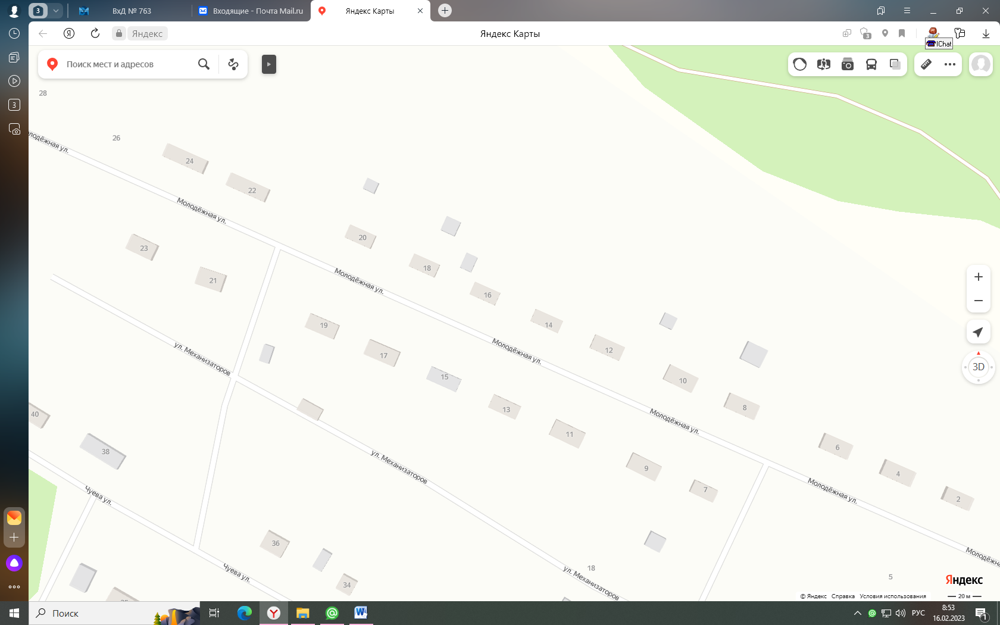 3
ВхД № 763
Входящие - Почта Mail.ru
Яндекс Карты
Яндекс
Яндекс Карты
3
IChat
Поиск мест и адресов
3
28
26
Молодёжная ул.
24
22
Молодёжная ул.
20
23
18
21
Молодёжная ул.
16
19
14
ул. Механизаторов
17
Молодёжная ул.
12
15
10
13
8
3D
40
Молодёжная ул.
11
6
38
ул. Механизаторов
9
4
7
Молодёжная ул.
2
Чуева ул.
36
Чуева ул.
34
18
ул. Механизаторов
5
Молодёжна
Яндекс
© Яндекс Справка Условия использования
20 м
Поиск
РУС
8:53
16.02.2023
1